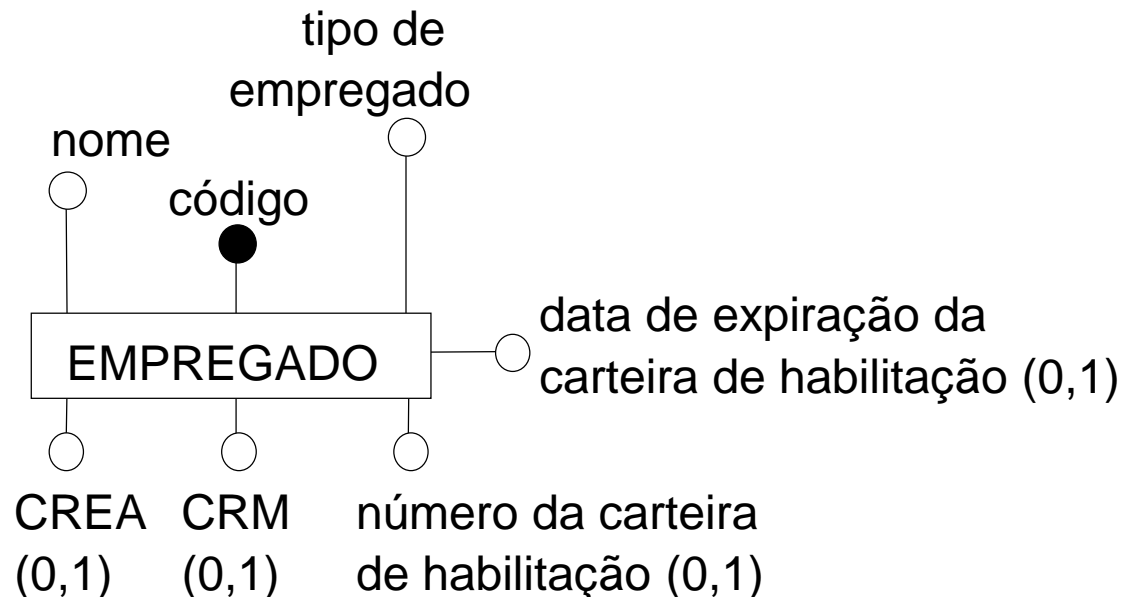 tipo de
empregado
nome
código
EMPREGADO
data de expiração da
carteira de habilitação (0,1)
CREA
(0,1)
CRM
(0,1)
número da carteira
de habilitação (0,1)